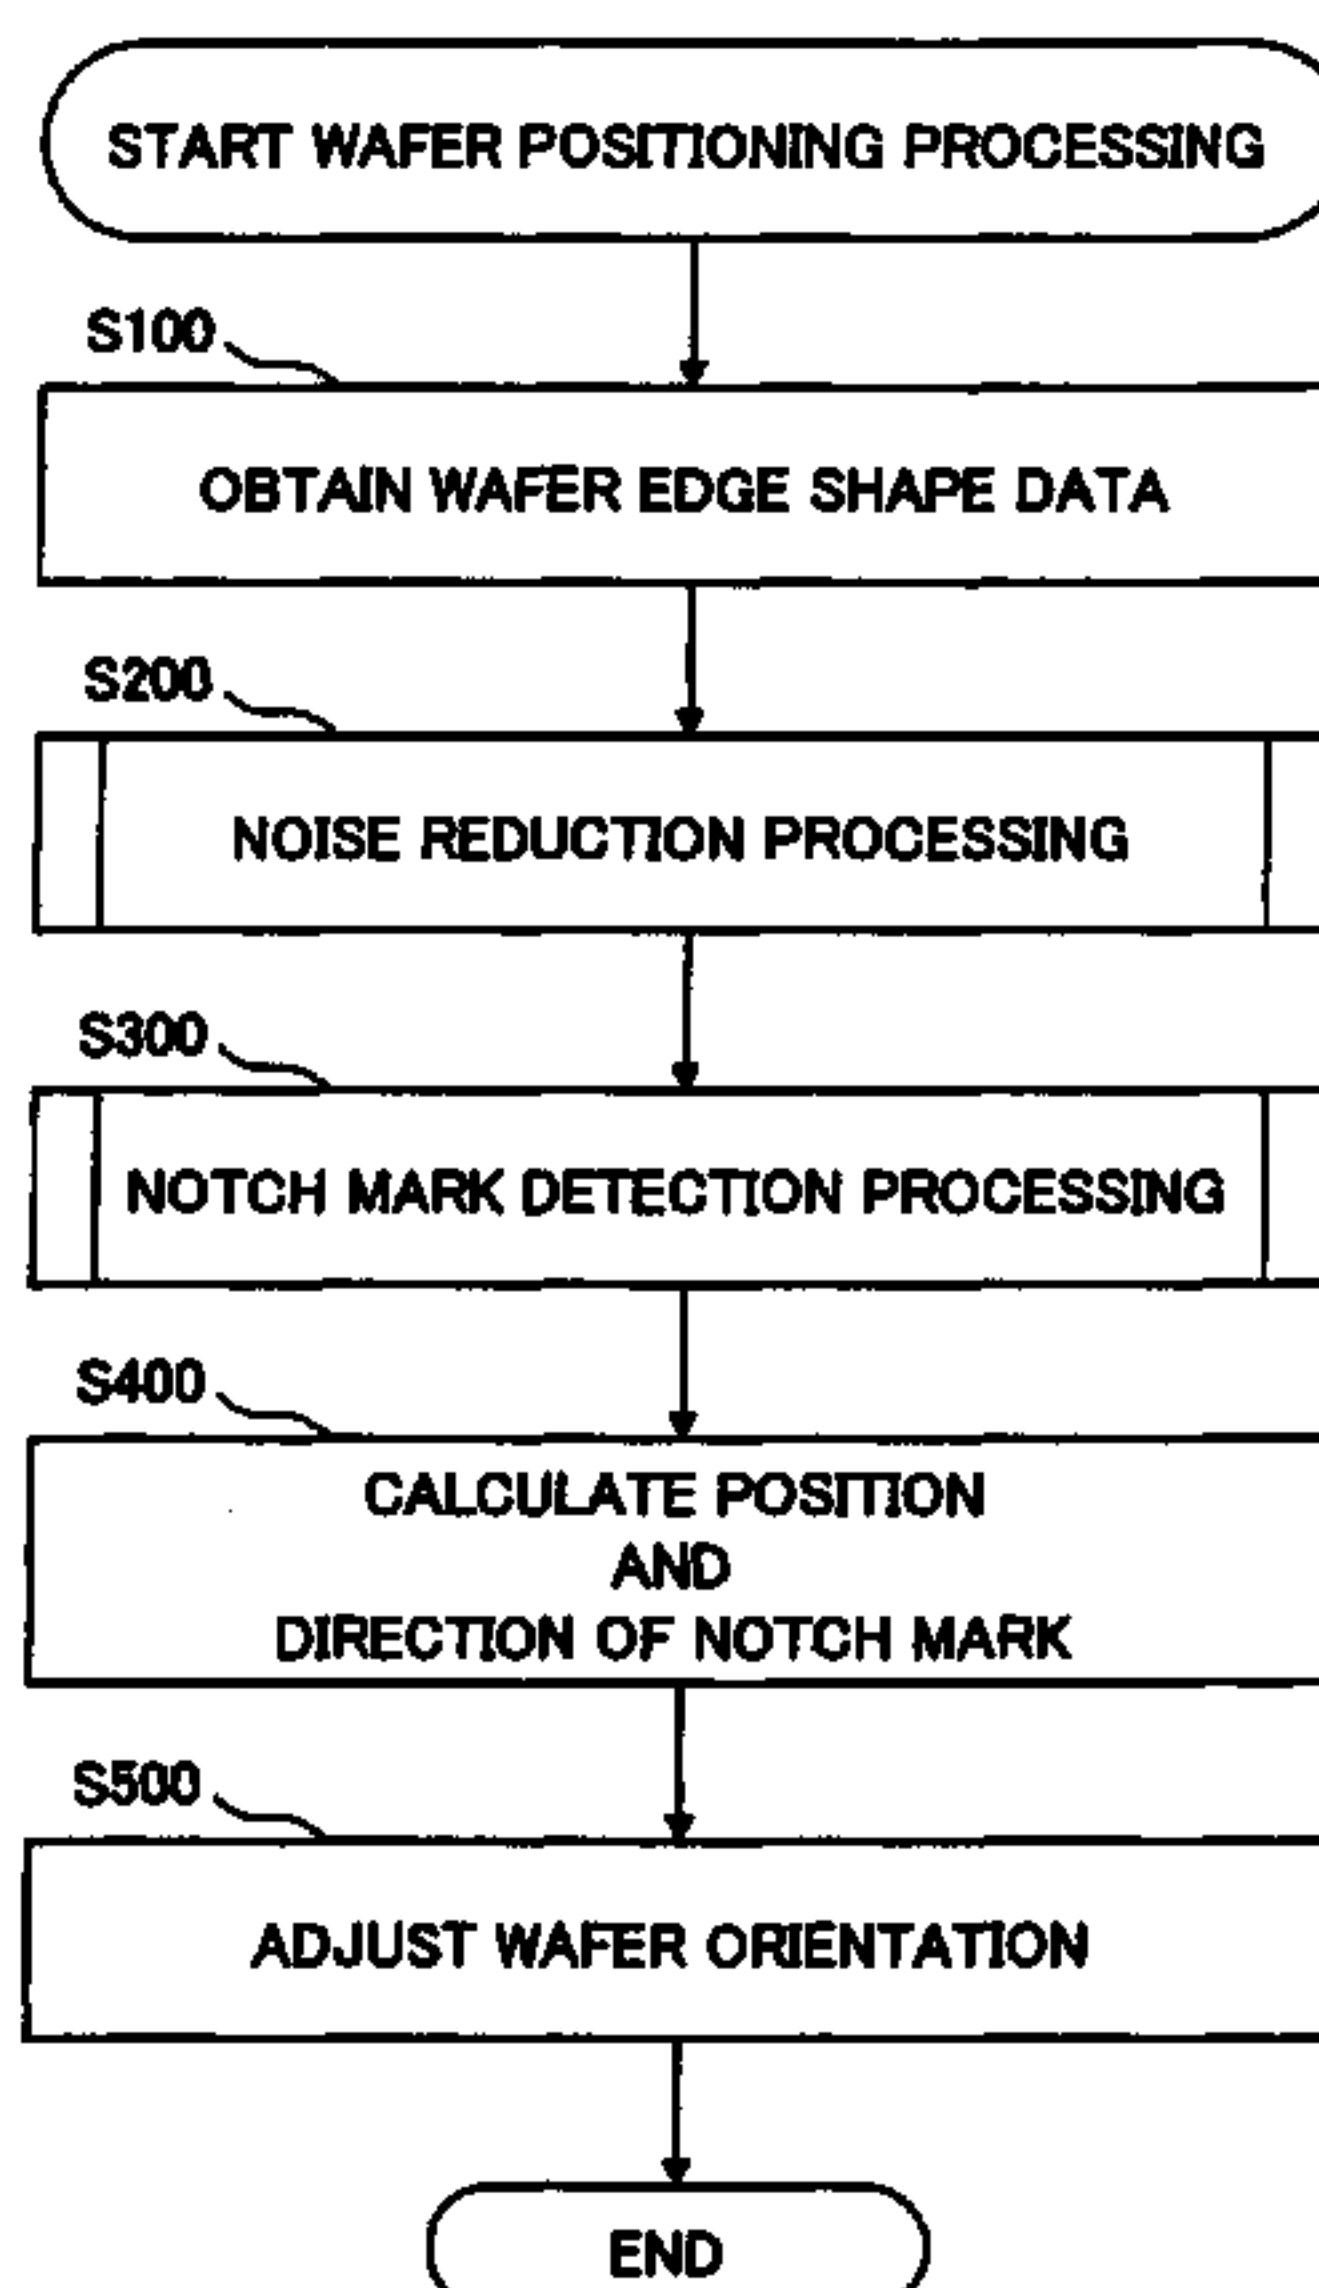 START WAFER POSITIONING PROCESSING
S100
OBTAIN WAFER EDGE SHAPE DATA
S200
NOISE REDUCTION PROCESSING
S300
NOTCH MARK DETECTION PROCESSING
S400
CALCULATE POSITION
AND
DIRECTION OF NOTCH MARK
S500
ADJUST WAFER ORIENTATION
END